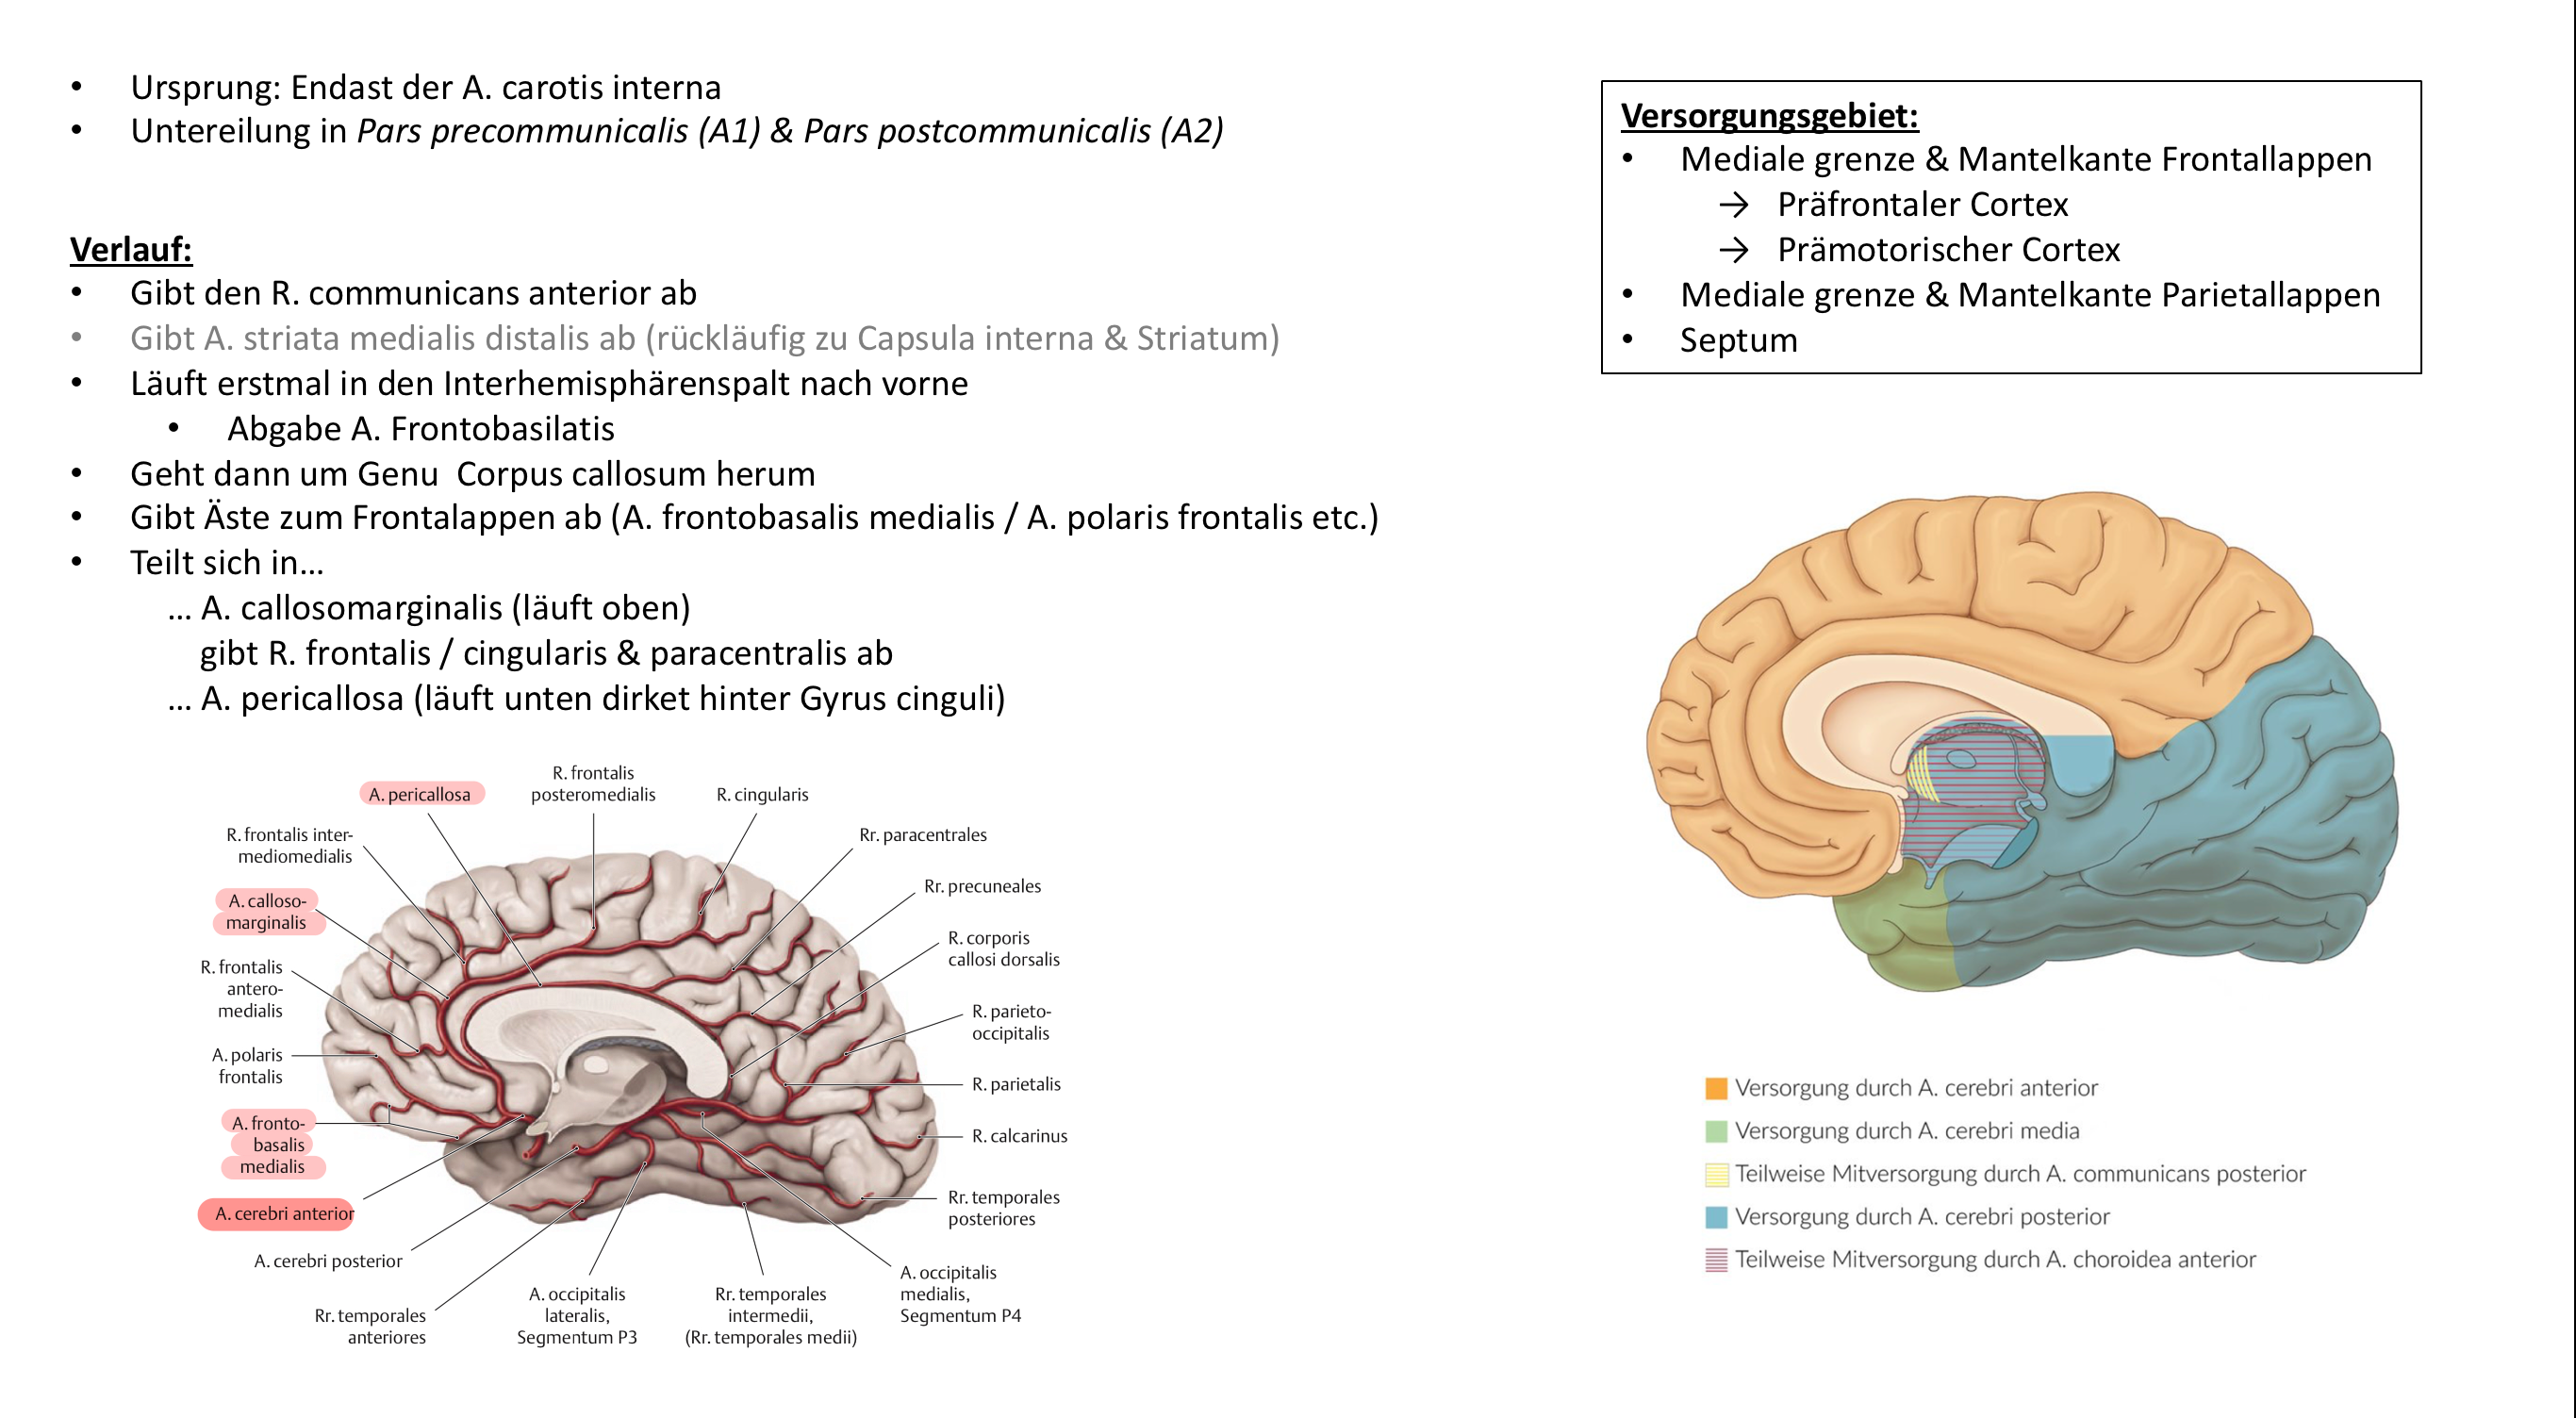 • Ursprung: Endast der A. carotis interna
• Untereilung in Pars precommunicalis (A1) & Pars postcommunicalis (A2)
Verlauf:
• Gibt den R. communicans anterior ab
• Gibt A. striata medialis distalis ab (rückläufig zu Capsula interna & Striatum)
• Läuft erstmal in den Interhemisphärenspalt nach vorne
• Abgabe A. Frontobasilatis
• Geht dann um Genu  Corpus callosum herum
• Gibt Äste zum Frontalappen ab (A. frontobasalis medialis / A. polaris frontalis etc.)
• Teilt sich in…
… A. callosomarginalis (läuft oben)
gibt R. frontalis / cingularis & paracentralis ab
… A. pericallosa (läuft unten dirket hinter Gyrus cinguli)
Versorgungsgebiet:
• Mediale grenze & Mantelkante Frontallappen
→ Präfrontaler Cortex
→ Prämotorischer Cortex
• Mediale grenze & Mantelkante Parietallappen
• Septum
A. pericallosa
R. frontalis
posteromedialis
R. cingularis
R. frontalis inter-
mediomedialis
Rr. paracentrales
A. calloso-
marginalis
Rr. precuneales
R. frontalis
antero-
medialis
R. corporis
callosi dorsalis
A. polaris
frontalis
R. parieto-
occipitalis
R. parietalis
A. fronto-
basalis
medialis
R. calcarinus
A. cerebri anterior
Rr. temporales
posteriores
A. cerebri posterior
Rr. temporales
anteriores
A. occipitalis
lateralis,
Segmentum P3
Rr. temporales
intermedii,
(Rr. temporales medii)
A. occipitalis
medialis,
Segmentum P4
Versorgung durch A. cerebri anterior
Versorgung durch A. cerebri media
Teilweise Mitversorgung durch A. communicans posterior
Versorgung durch A. cerebri posterior
Teilweise Mitversorgung durch A. choroidea anterior